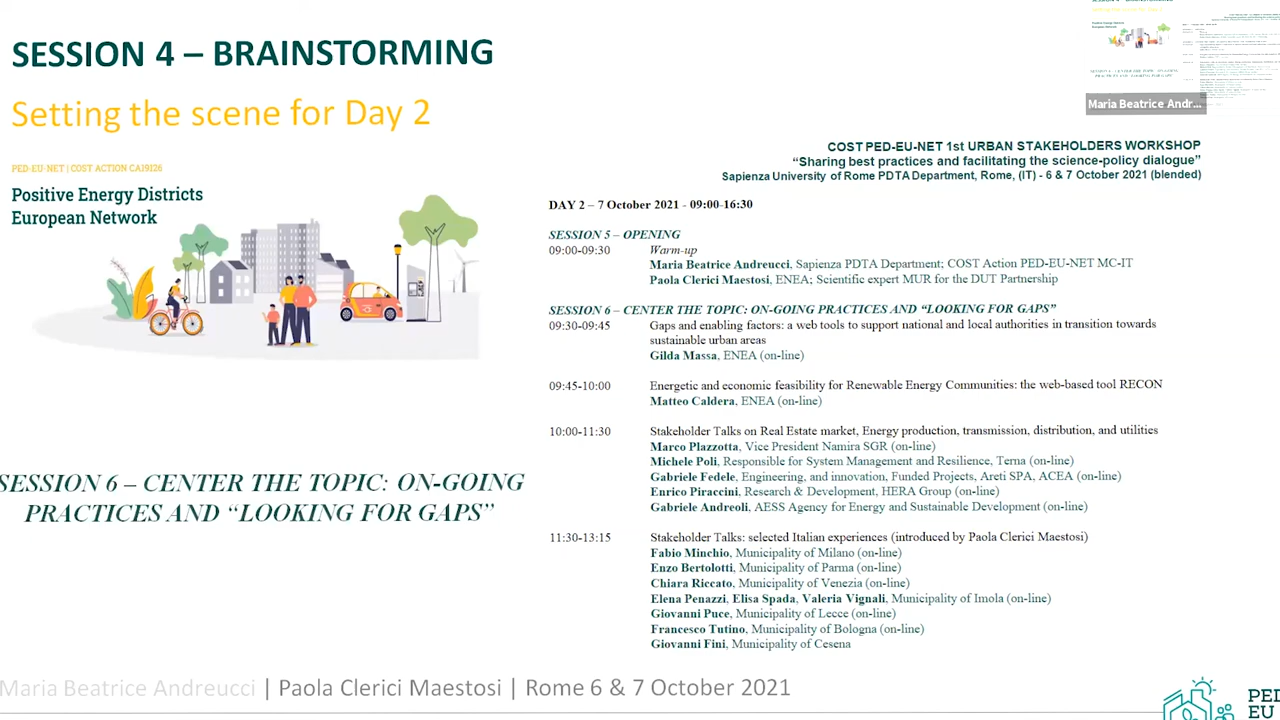 SESSION 4 – BRAINSTORMING
Setting the scene for Day 2
PED-EU-NET | COST ACTION CA19126
Positive Energy Districts
European Network
SESSION 6 – CENTER THE TOPIC: ON-GOING
PRACTICES AND “LOOKING FOR GAPS”
Maria Beatrice Andr...
COST PED-EU-NET 1st URBAN STAKEHOLDERS WORKSHOP
“Sharing best practices and facilitating the science-policy dialogue”
Sapienza University of Rome PDTA Department, Rome, (IT) - 6 & 7 October 2021 (blended)
DAY 2 – 7 October 2021 - 09:00-16:30
SESSION 5 – OPENING
09:00-09:30 Warm-up
Maria Beatrice Andreucci, Sapienza PDTA Department; COST Action PED-EU-NET MC-IT
Paola Clerici Maestosi, ENEA; Scientific expert MUR for the DUT Partnership
SESSION 6 – CENTER THE TOPIC: ON-GOING PRACTICES AND “LOOKING FOR GAPS”
09:30-09:45 Gaps and enabling factors: a web tools to support national and local authorities in transition towards
sustainable urban areas
Gilda Massa, ENEA (on-line)
09:45-10:00 Energetic and economic feasibility for Renewable Energy Communities: the web-based tool RECON
Matteo Caldera, ENEA (on-line)
10:00-11:30 Stakeholder Talks on Real Estate market, Energy production, transmission, distribution, and utilities
Marco Plazzotta, Vice President Namira SGR (on-line)
Michele Poli, Responsible for System Management and Resilience, Terna (on-line)
Gabriele Fedele, Engineering, and innovation, Funded Projects, Areti SPA, ACEA (on-line)
Enrico Piraccini, Research & Development, HERA Group (on-line)
Gabriele Andreoli, AESS Agency for Energy and Sustainable Development (on-line)
11:30-13:15 Stakeholder Talks: selected Italian experiences (introduced by Paola Clerici Maestosi)
Fabio Minchio, Municipality of Milano (on-line)
Enzo Bertolotti, Municipality of Parma (on-line)
Chiara Riccato, Municipality of Venezia (on-line)
Elena Penazzi, Elisa Spada, Valeria Vignali, Municipality of Imola (on-line)
Giovanni Puce, Municipality of Lecce (on-line)
Francesco Tutino, Municipality of Bologna (on-line)
Giovanni Fini, Municipality of Cesena
Maria Beatrice Andreucci | Paola Clerici Maestosi | Rome 6 & 7 October 2021
PED
EU